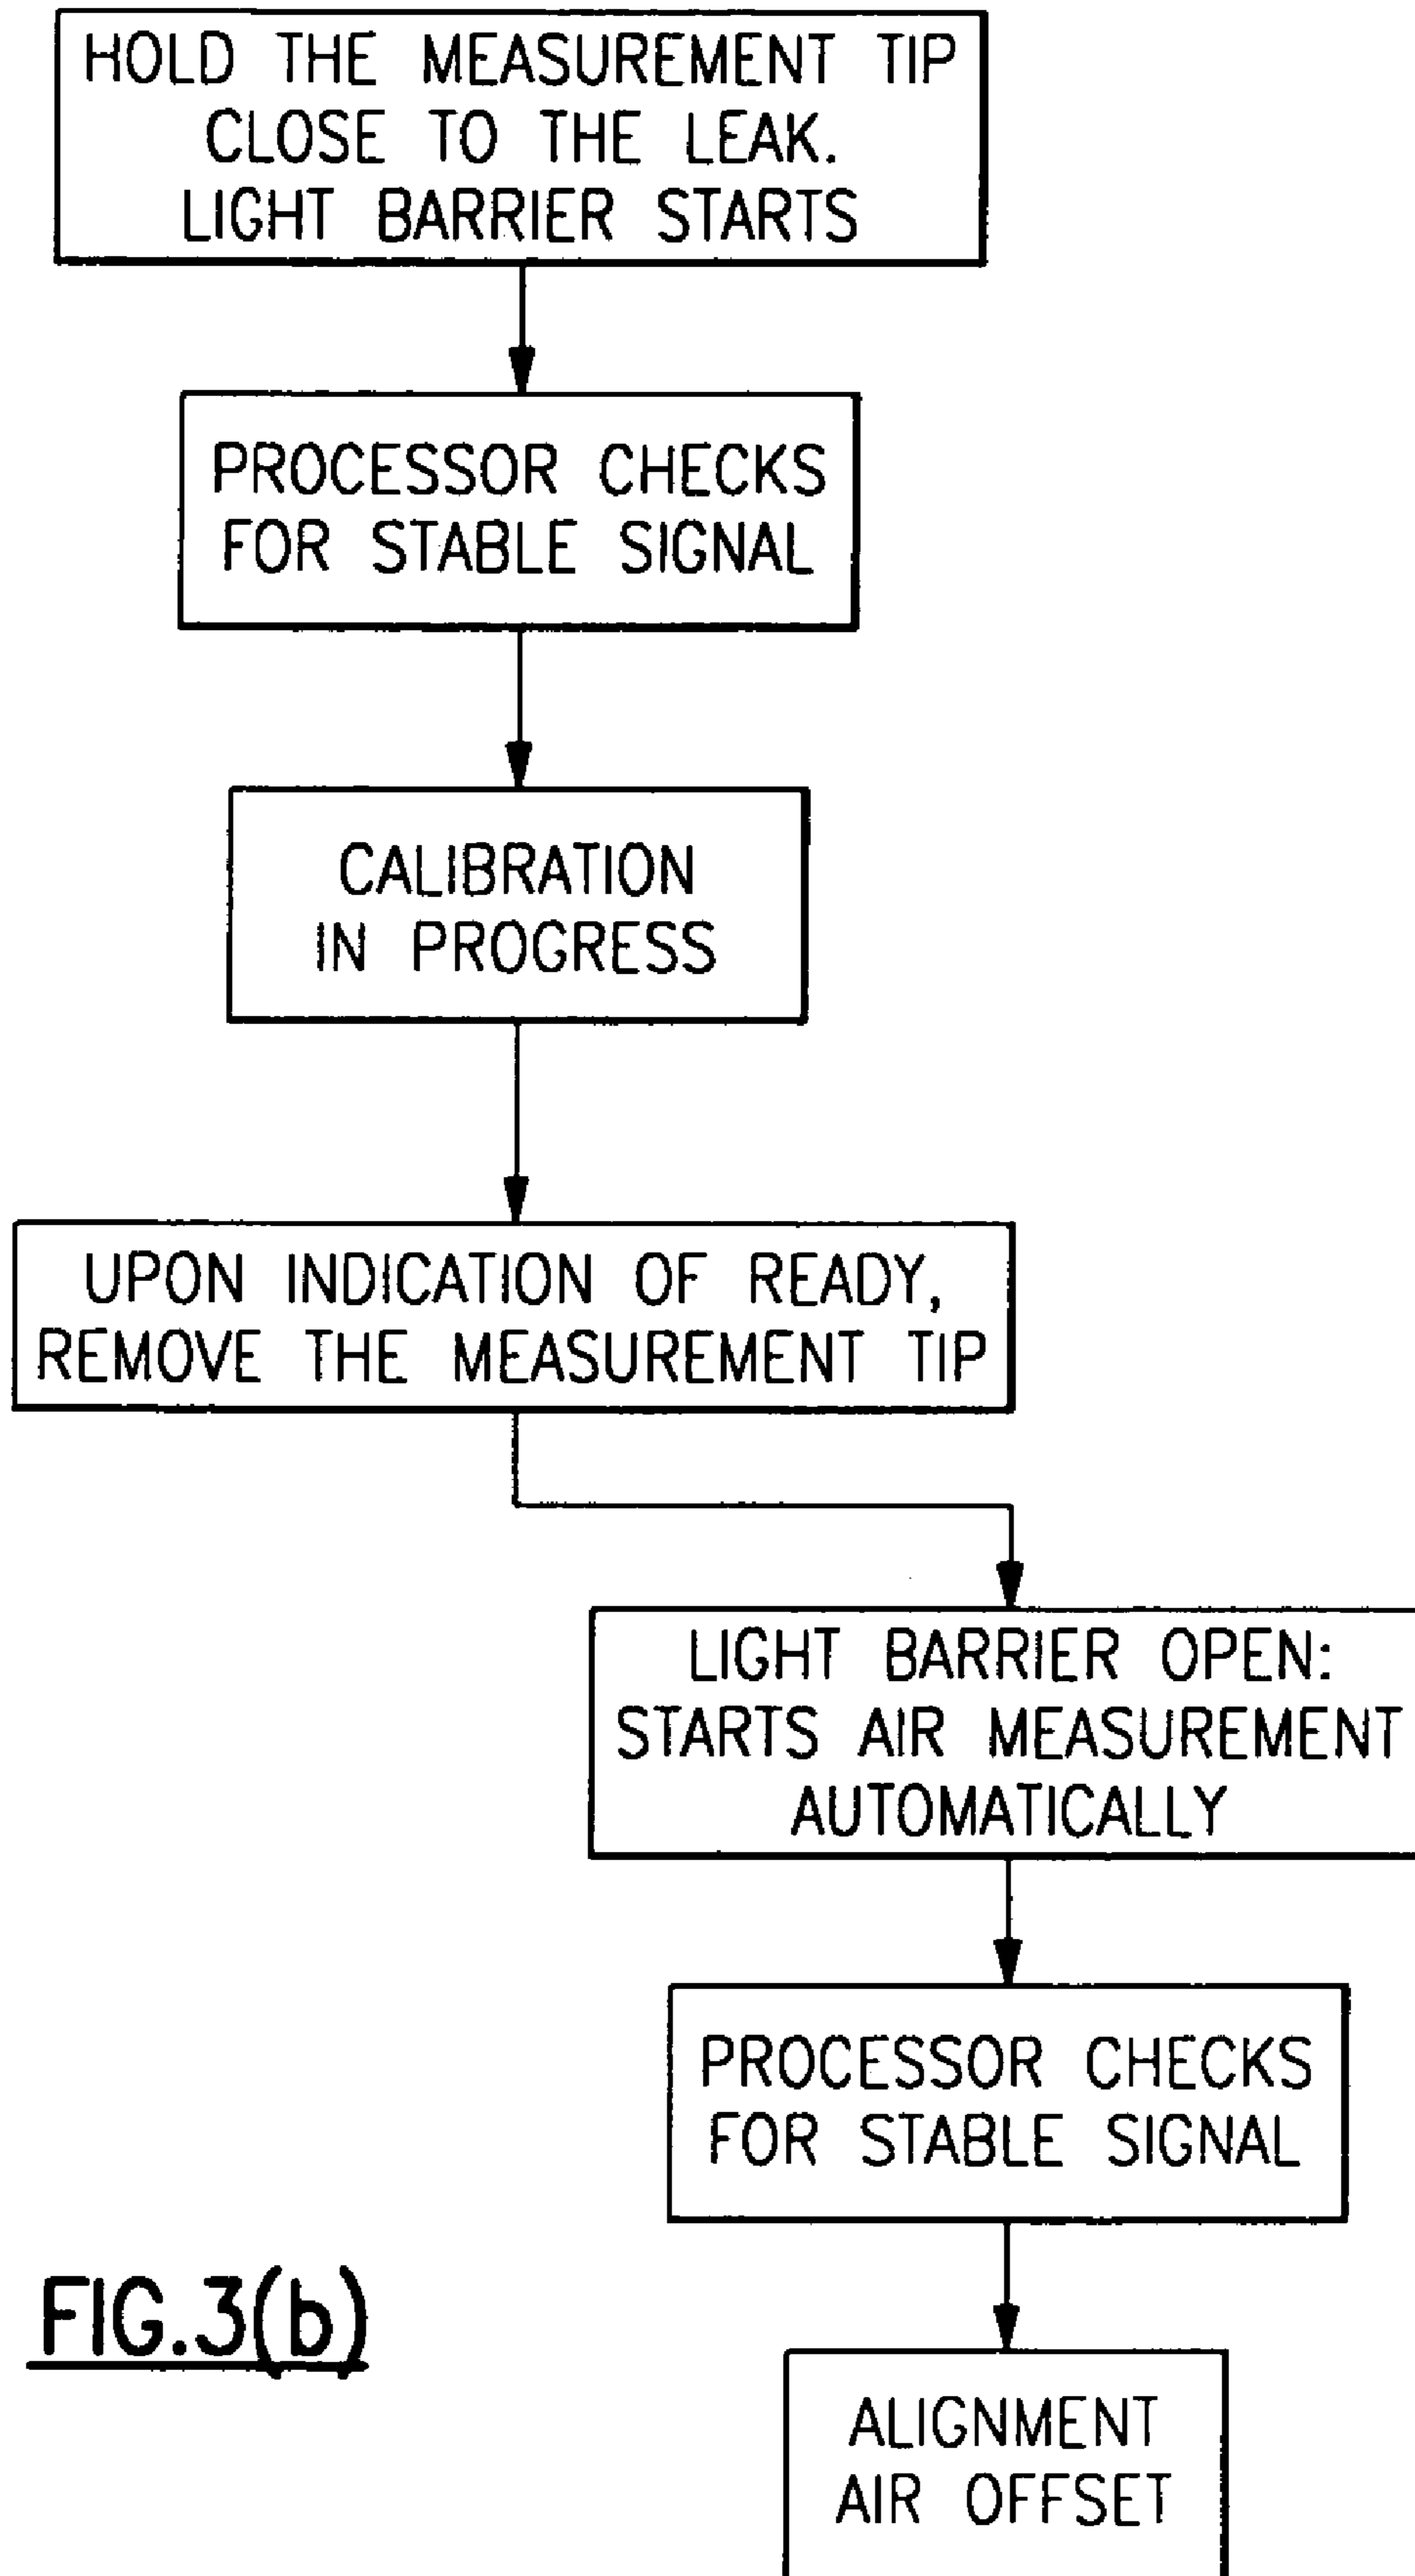 HOLD THE MEASUREMENT TIP
CLOSE TO THE LEAK.
LIGHT BARRIER STARTS
PROCESSOR CHECKS
FOR STABLE SIGNAL
CALIBRATION
IN PROGRESS
UPON INDICATION OF READY,
REMOVE THE MEASUREMENT TIP
LIGHT BARRIER OPEN:
STARTS AIR MEASUREMENT
AUTOMATICALLY
PROCESSOR CHECKS
FOR STABLE SIGNAL
ALIGNMENT
AIR OFFSET
FIG.3(b)